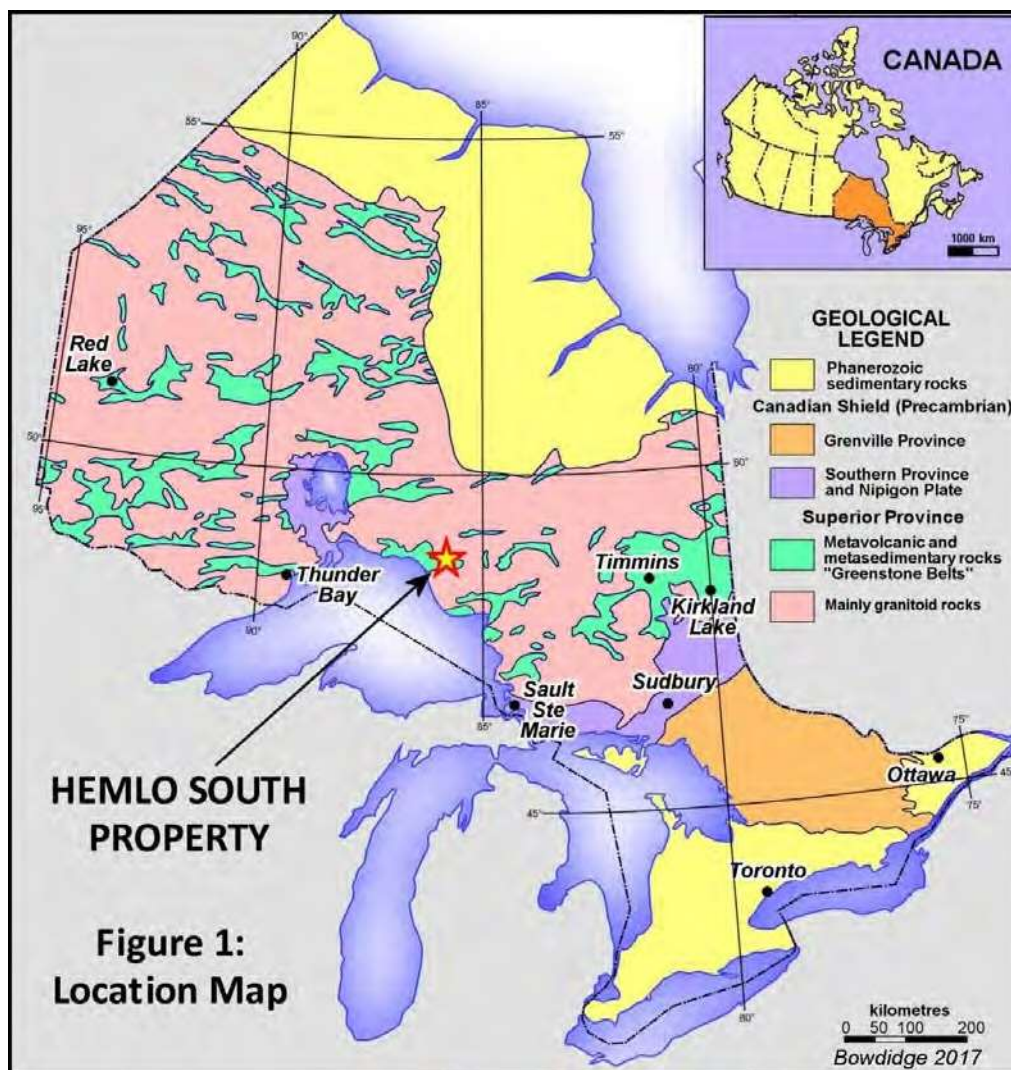 CANADA
1000 km
90°
85°
55°
55°
95°
GEOLOGICAL
LEGEND
Phanerozoic
sedimentary rocks
Canadian Shield (Precambrian)
Grenville Province
Southern Province
and Nipigon Plate
Superior Province
Metavolcanic and
metasedimentary rocks
"Greenstone Belts"
Mainly granitoid rocks
Red
Lake
80°
50°
50°
95°
Timmins
Thunder
Bay
Kirkland
Lake
90°
Sudbury
Sault
Ste
Marie
85°
75°
Ottawa
45°
75°
HEMLO SOUTH
PROPERTY
45°
Toronto
Figure 1:
Location Map
80°
kilometres
0 50 100 200
Bowdidge 2017